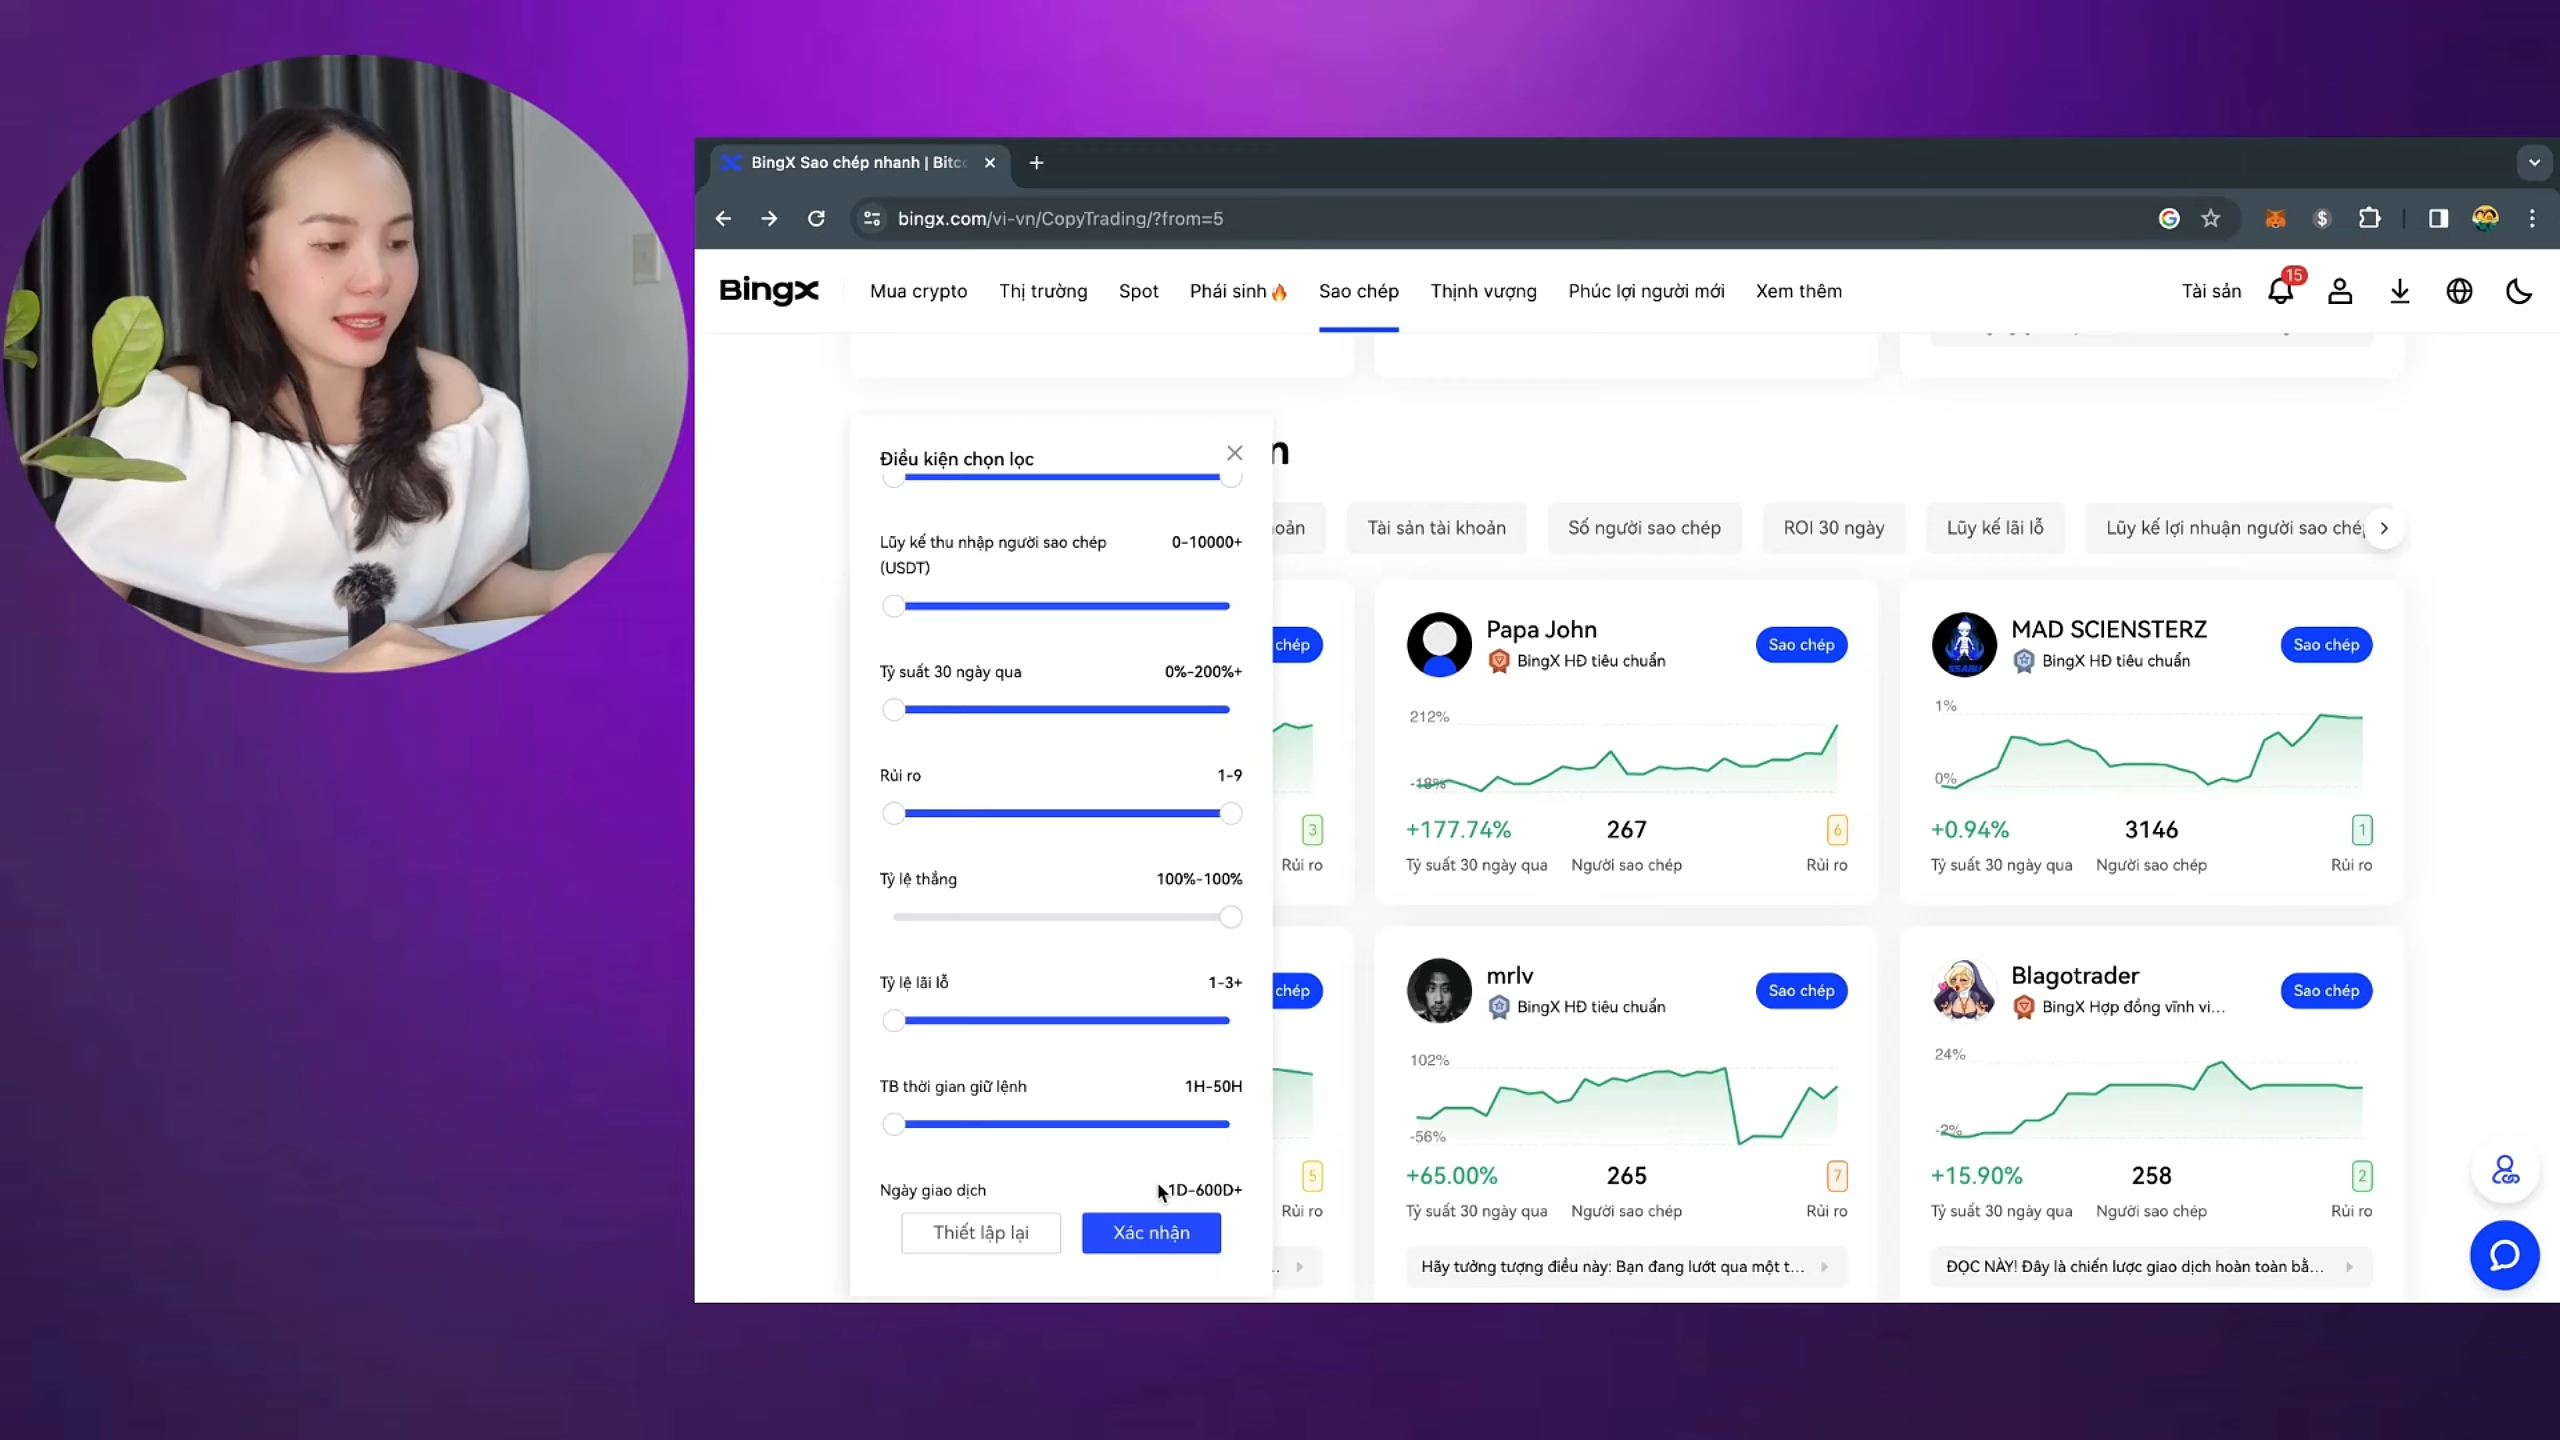 BingX Sao chép nhanh | Bitc
bingx.com/vi-vn/CopyTrading/?from=5
BingX
Mua crypto
Thị trường
Spot
Phái sinh
Sao chép
Thịnh vượng
Phúc lợi người mới
Xem thêm
Tài sản
15
Điều kiện chọn lọc
n
Lũy kế thu nhập người sao chép
(USDT)
0-10000+
Tỷ suất 30 ngày qua
0%-200%+
Rủi ro
1-9
Tỷ lệ thắng
100%-100%
Tỷ lệ lãi lỗ
1-3+
TB thời gian giữ lệnh
1H-50H
Ngày giao dịch
1D-600D+
Thiết lập lại
Xác nhận
Tài sản tài khoản
Số người sao chép
ROI 30 ngày
Lũy kế lãi lỗ
Lũy kế lợi nhuận người sao ché
chép
3
Rủi ro
Papa John
BingX HĐ tiêu chuẩn
Sao chép
212%
-18%
+177.74%
267
6
Tỷ suất 30 ngày qua
Người sao chép
Rủi ro
MAD SCIENSTERZ
BingX HĐ tiêu chuẩn
Sao chép
1%
0%
+0.94%
3146
1
Tỷ suất 30 ngày qua
Người sao chép
Rủi ro
chép
5
Rủi ro
mrlv
BingX HĐ tiêu chuẩn
Sao chép
102%
-56%
+65.00%
265
7
Tỷ suất 30 ngày qua
Người sao chép
Rủi ro
Hãy tưởng tượng điều này: Bạn đang lướt qua một t...
Blagotrader
BingX Hợp đồng vĩnh vi...
Sao chép
24%
-2%
+15.90%
258
2
Tỷ suất 30 ngày qua
Người sao chép
Rủi ro
ĐỌC NÀY! Đây là chiến lược giao dịch hoàn toàn bằ...